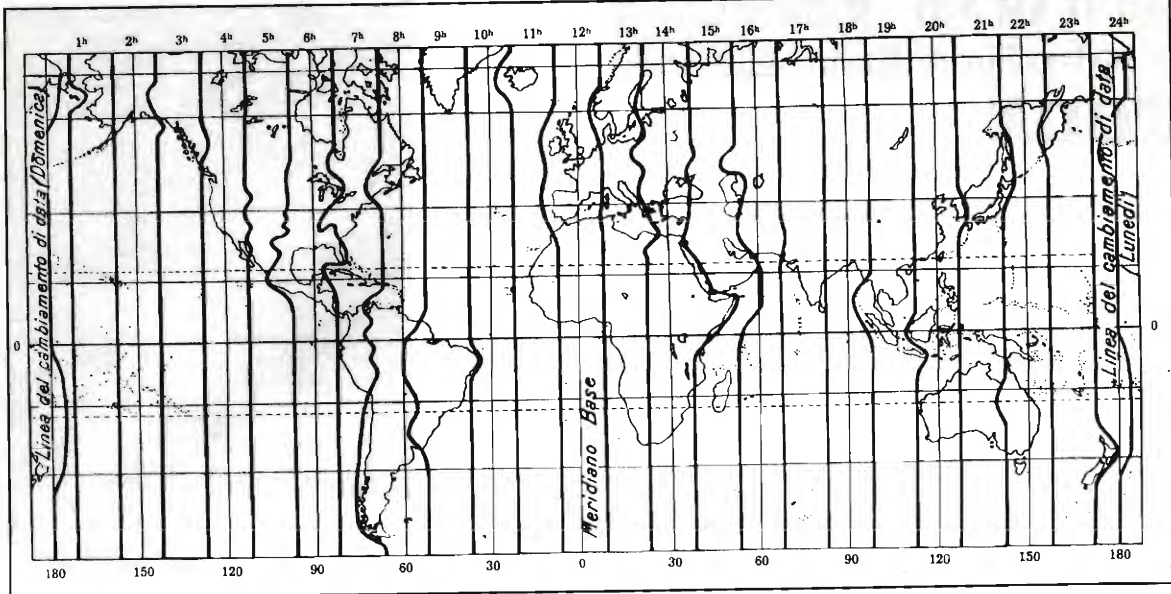 1ʰ 2ʰ 3ʰ 4ʰ 5ʰ 6ʰ 7ʰ 8ʰ 9ʰ 10ʰ 11ʰ 12ʰ 13ʰ 14ʰ 15ʰ 16ʰ 17ʰ 18ʰ 19ʰ 20ʰ 21ʰ 22ʰ 23ʰ 24ʰ
Linea del cambiamento di data (Domenica)
Meridiano Base
Linea del cambiamento di data
(Lunedì)
0
0
180 150 120 90 60 30 0 30 60 90 120 150 180